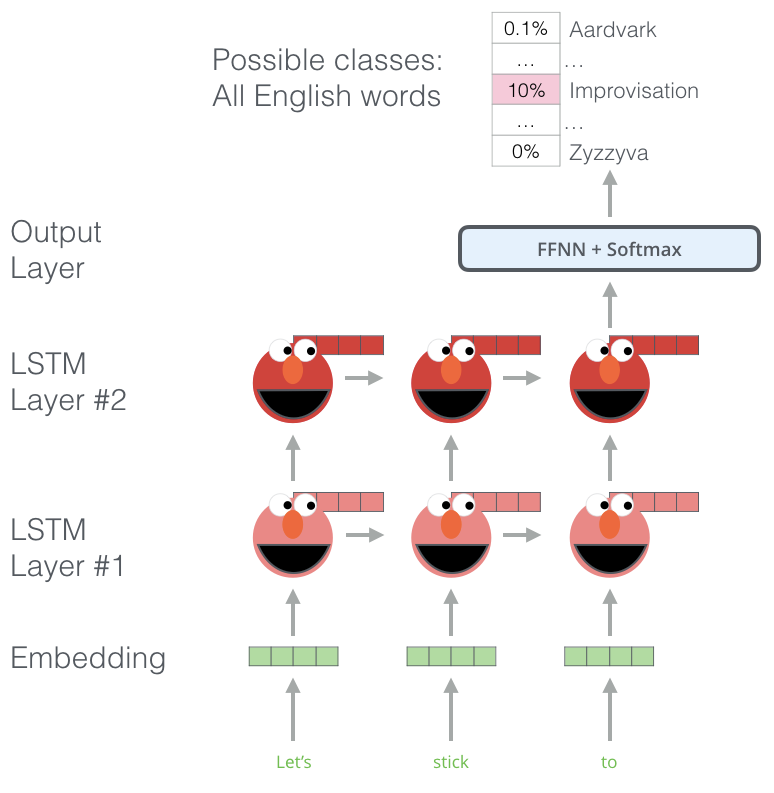 0.1% Aardvark
Possible classes:
... ...
All English words
10% Improvisation
... ...
0% Zyzzyva
Output
Layer
FFNN + Softmax
LSTM
Layer #2
LSTM
Layer #1
Embedding
Let’s stick to